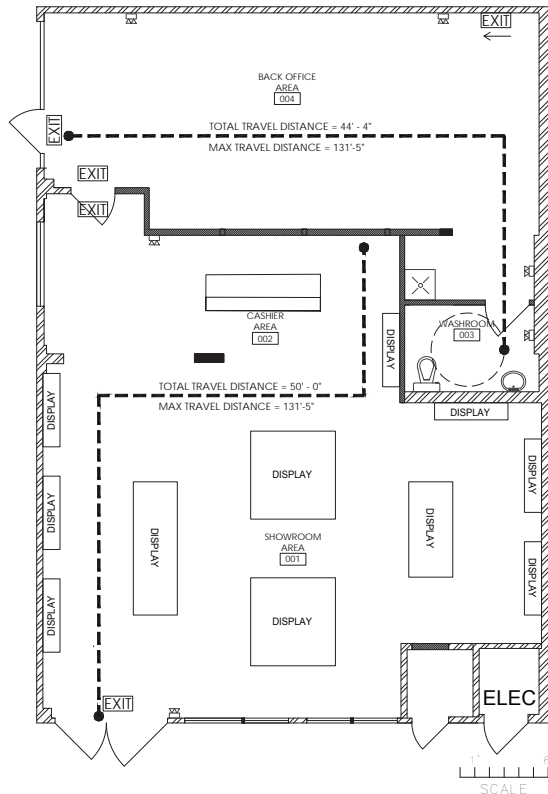 EXIT
BACK OFFICE
AREA
004
TOTAL TRAVEL DISTANCE = 44' - 4"
MAX TRAVEL DISTANCE = 131'-5"
EXIT
EXIT
EXIT
CASHIER
AREA
002
DISPLAY
WASHROOM
003
TOTAL TRAVEL DISTANCE = 50' - 0"
MAX TRAVEL DISTANCE = 131'-5"
DISPLAY
DISPLAY
DISPLAY
DISPLAY
DISPLAY
DISPLAY
DISPLAY
SHOWROOM
AREA
001
DISPLAY
DISPLAY
DISPLAY
EXIT
ELEC
1'
6
SCALE